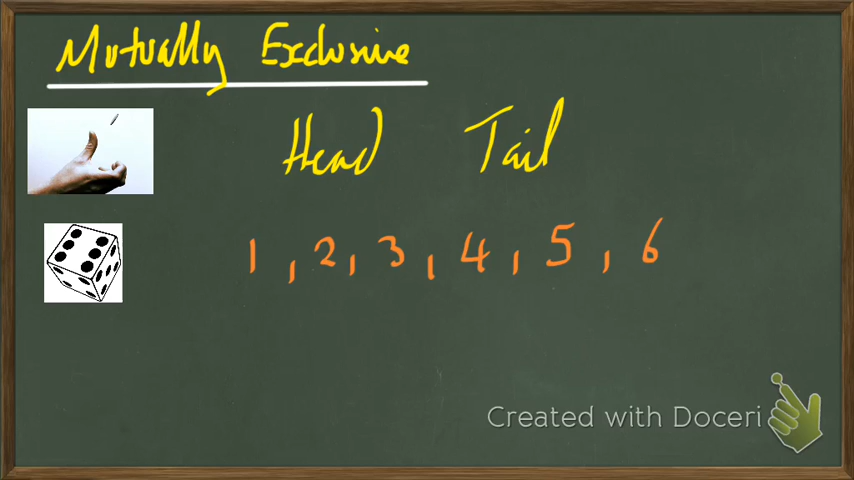 Mutually Exclusive
Head Tail
1, 2, 3, 4, 5, 6
Created with Doceri